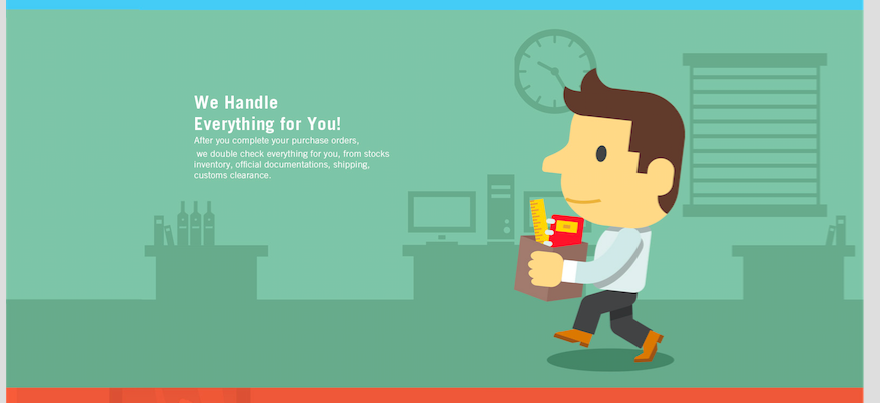 We Handle
Everything for You!
After you complete your purchase orders,
we double check everything for you, from stocks
inventory, official documentations, shipping,
customs clearance.